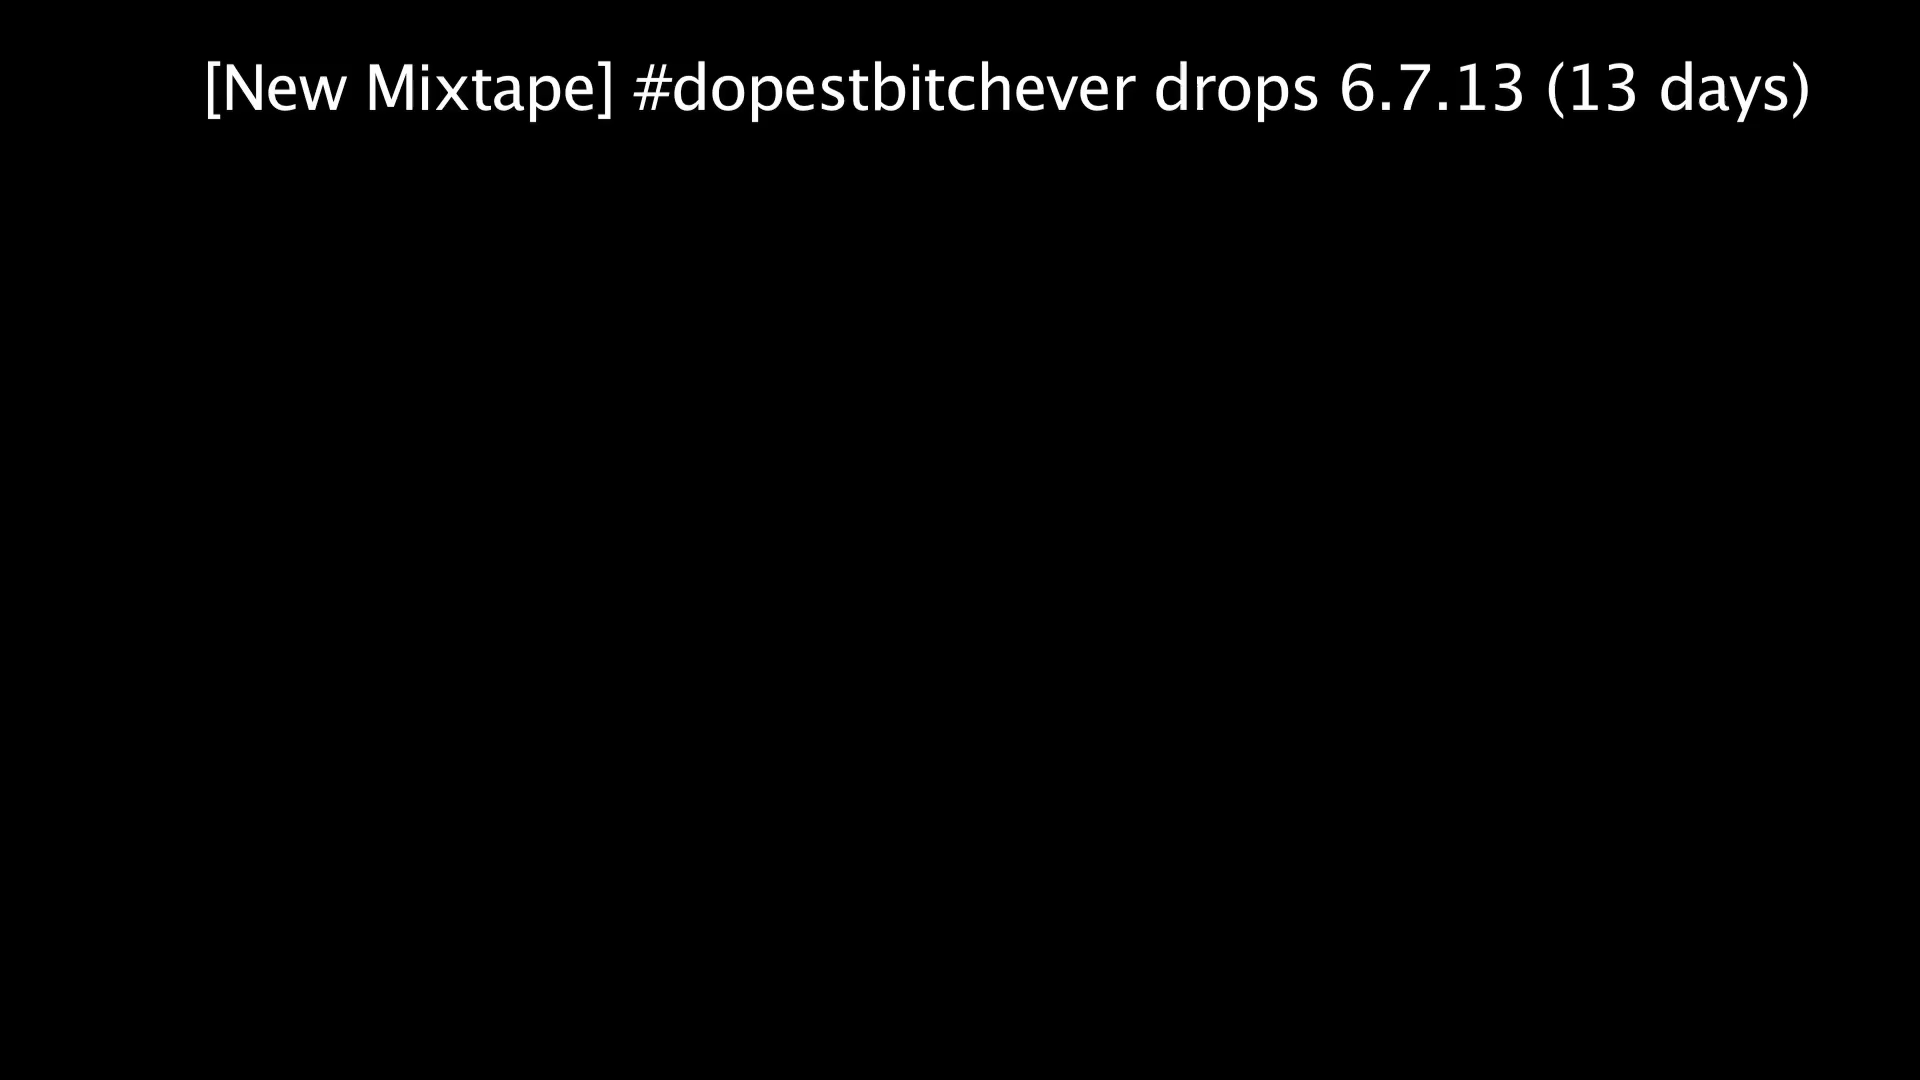 [New Mixtape] #dopestbitchever drops 6.7.13 (13 days)